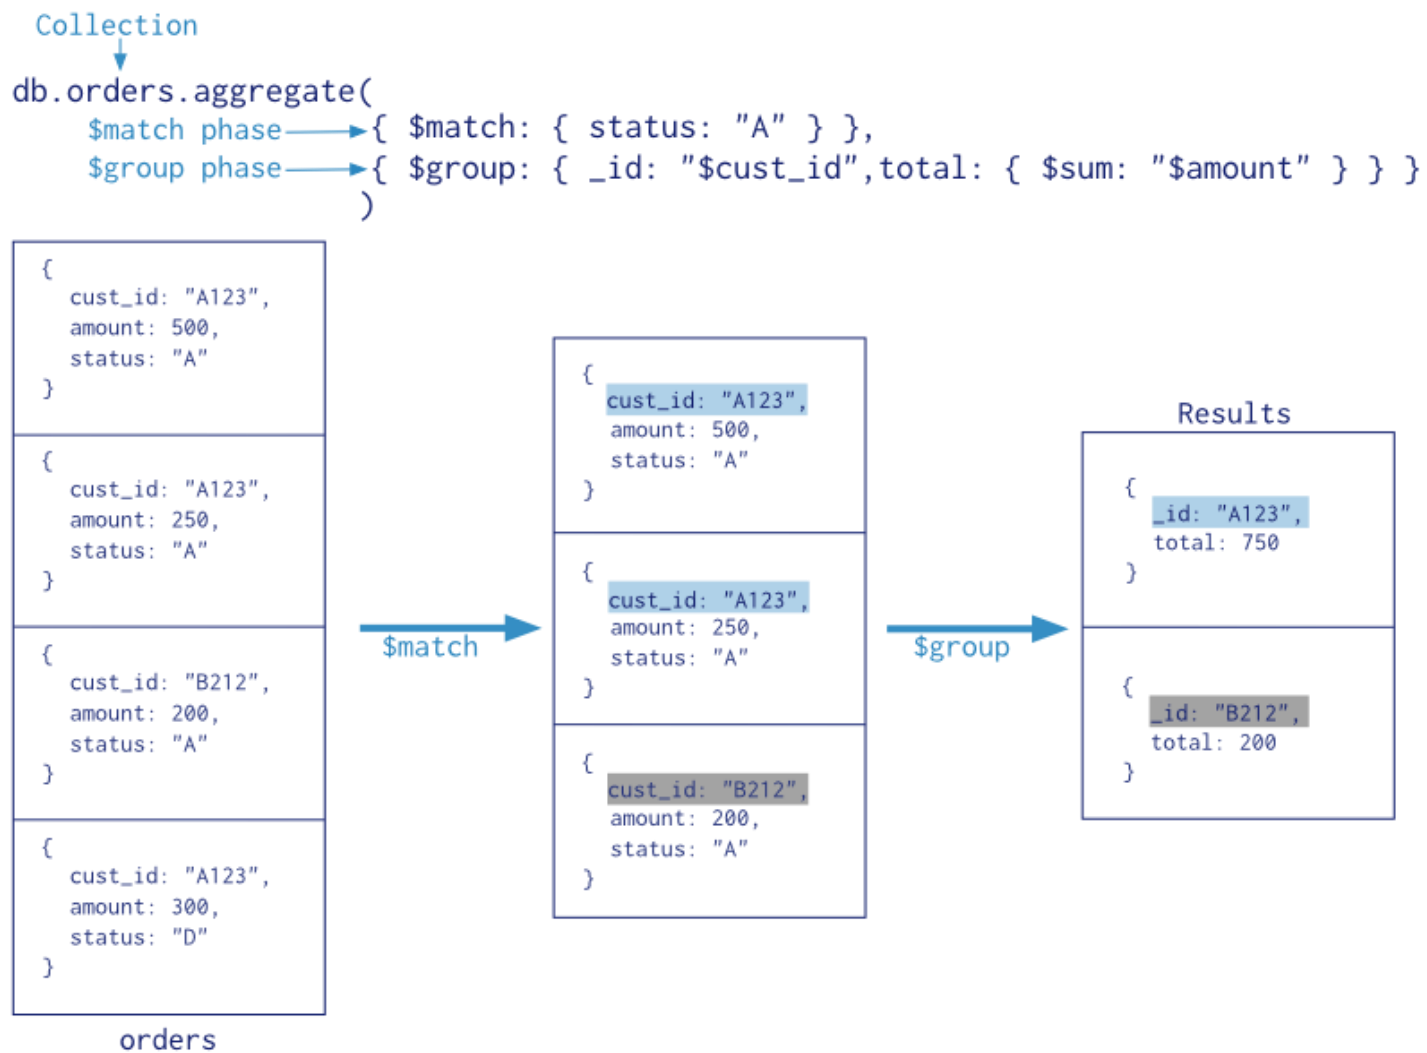 Collection
db.orders.aggregate(
$match phase { $match: { status: "A" } },
$group phase { $group: { _id: "$cust_id",total: { $sum: "$amount" } } }
)
{
cust_id: "A123",
amount: 500,
status: "A"
}
{
cust_id: "A123",
amount: 250,
status: "A"
}
{
cust_id: "B212",
amount: 200,
status: "A"
}
{
cust_id: "A123",
amount: 300,
status: "D"
}
orders
$match
{
cust_id: "A123",
amount: 500,
status: "A"
}
{
cust_id: "A123",
amount: 250,
status: "A"
}
{
cust_id: "B212",
amount: 200,
status: "A"
}
$group
Results
{
_id: "A123",
total: 750
}
{
_id: "B212",
total: 200
}